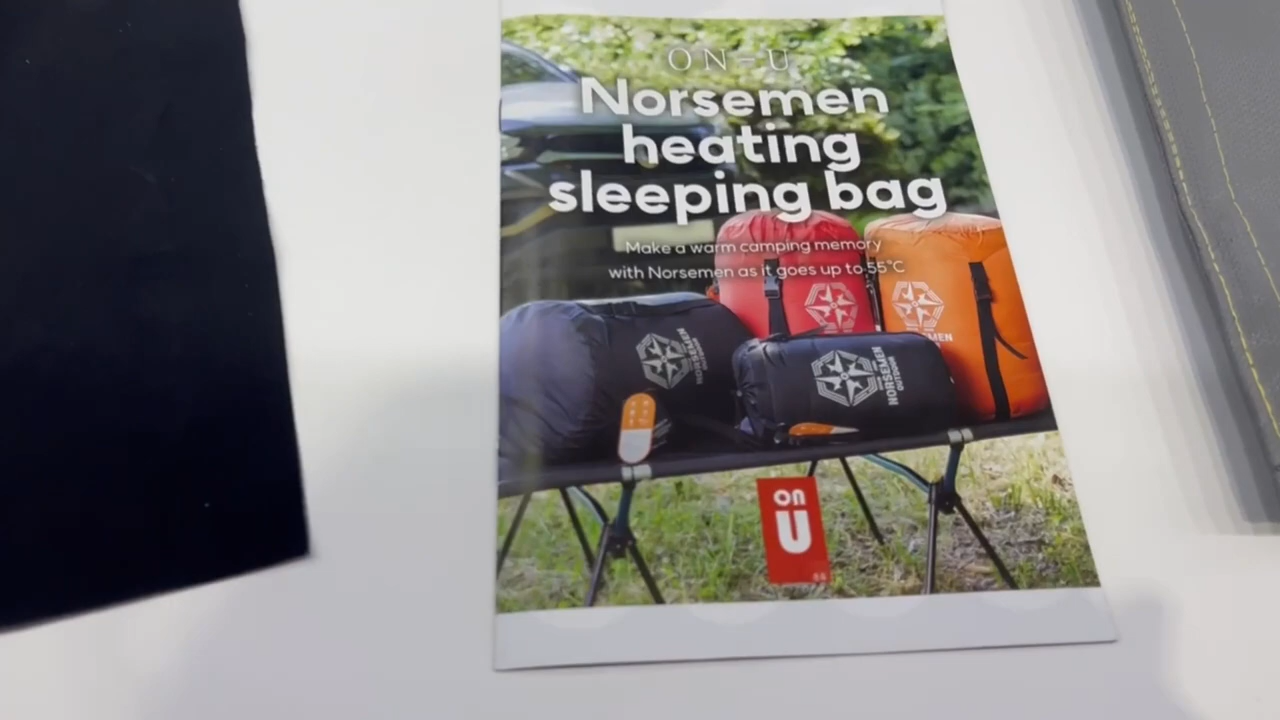 ON-U
Norsemen
heating
sleeping bag
Make a warm camping memory
with Norsemen as it goes up to 55°C
NORSEMEN
OUTDOOR
on
U